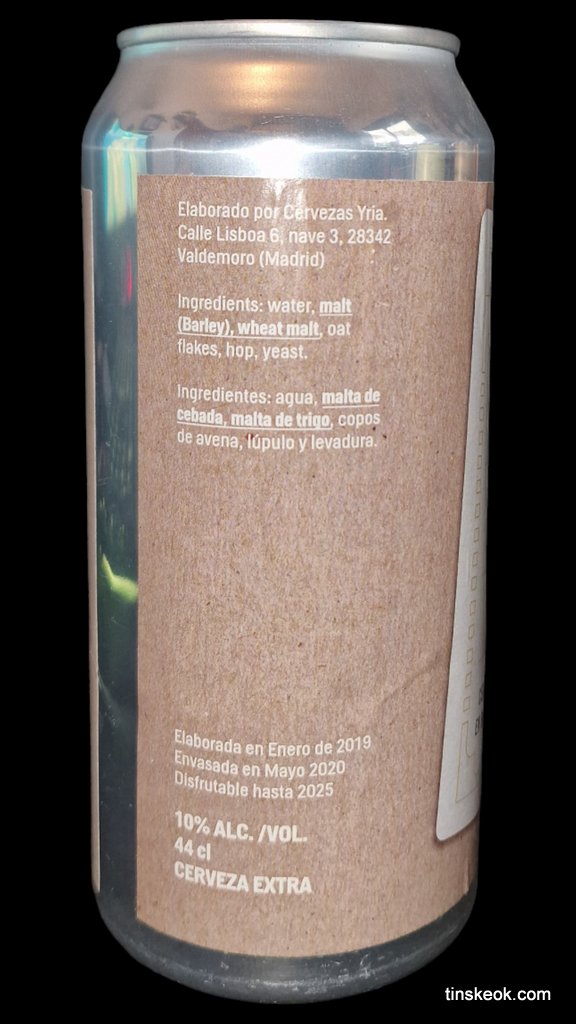 Elaborado por Cervezas Yria.
Calle Lisboa 6, nave 3, 28342
Valdemoro (Madrid)
Ingredients: water, malt
(Barley), wheat malt, oat
flakes, hop, yeast.
Ingredientes: agua, malta de
cebada, malta de trigo, copos
de avena, lúpulo y levadura.
Elaborada en Enero de 2019
Envasada en Mayo 2020
Disfrutable hasta 2025
10% ALC. /VOL.
44 cl
CERVEZA EXTRA
tinskeok.com